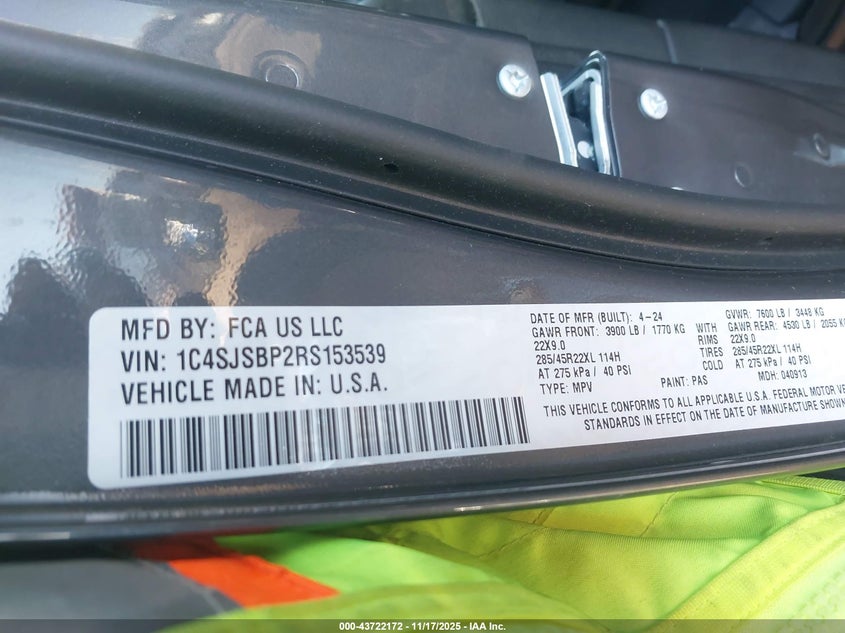 MFD BY: FCA US LLC
VIN: 1C4SJSBP2RS153539
VEHICLE MADE IN: U.S.A.
DATE OF MFR (BUILT): 4-24 GVWR: 7600 LB / 3448 KG
GAWR FRONT: 3900 LB / 1770 KG WITH GAWR REAR: 4530 LB / 2055 KG
22X9.0 RIMS 22X9.0
285/45R22XL 114H TIRES 285/45R22XL 114H
AT 275 kPa / 40 PSI COLD AT 275 kPa / 40 PSI
TYPE: MPV PAINT: PAS MDH: 040913
THIS VEHICLE CONFORMS TO ALL APPLICABLE U.S.A. FEDERAL MOTOR VE
STANDARDS IN EFFECT ON THE DATE OF MANUFACTURE SHOWN
000-43722172 - 11/17/2025 - IAA Inc.